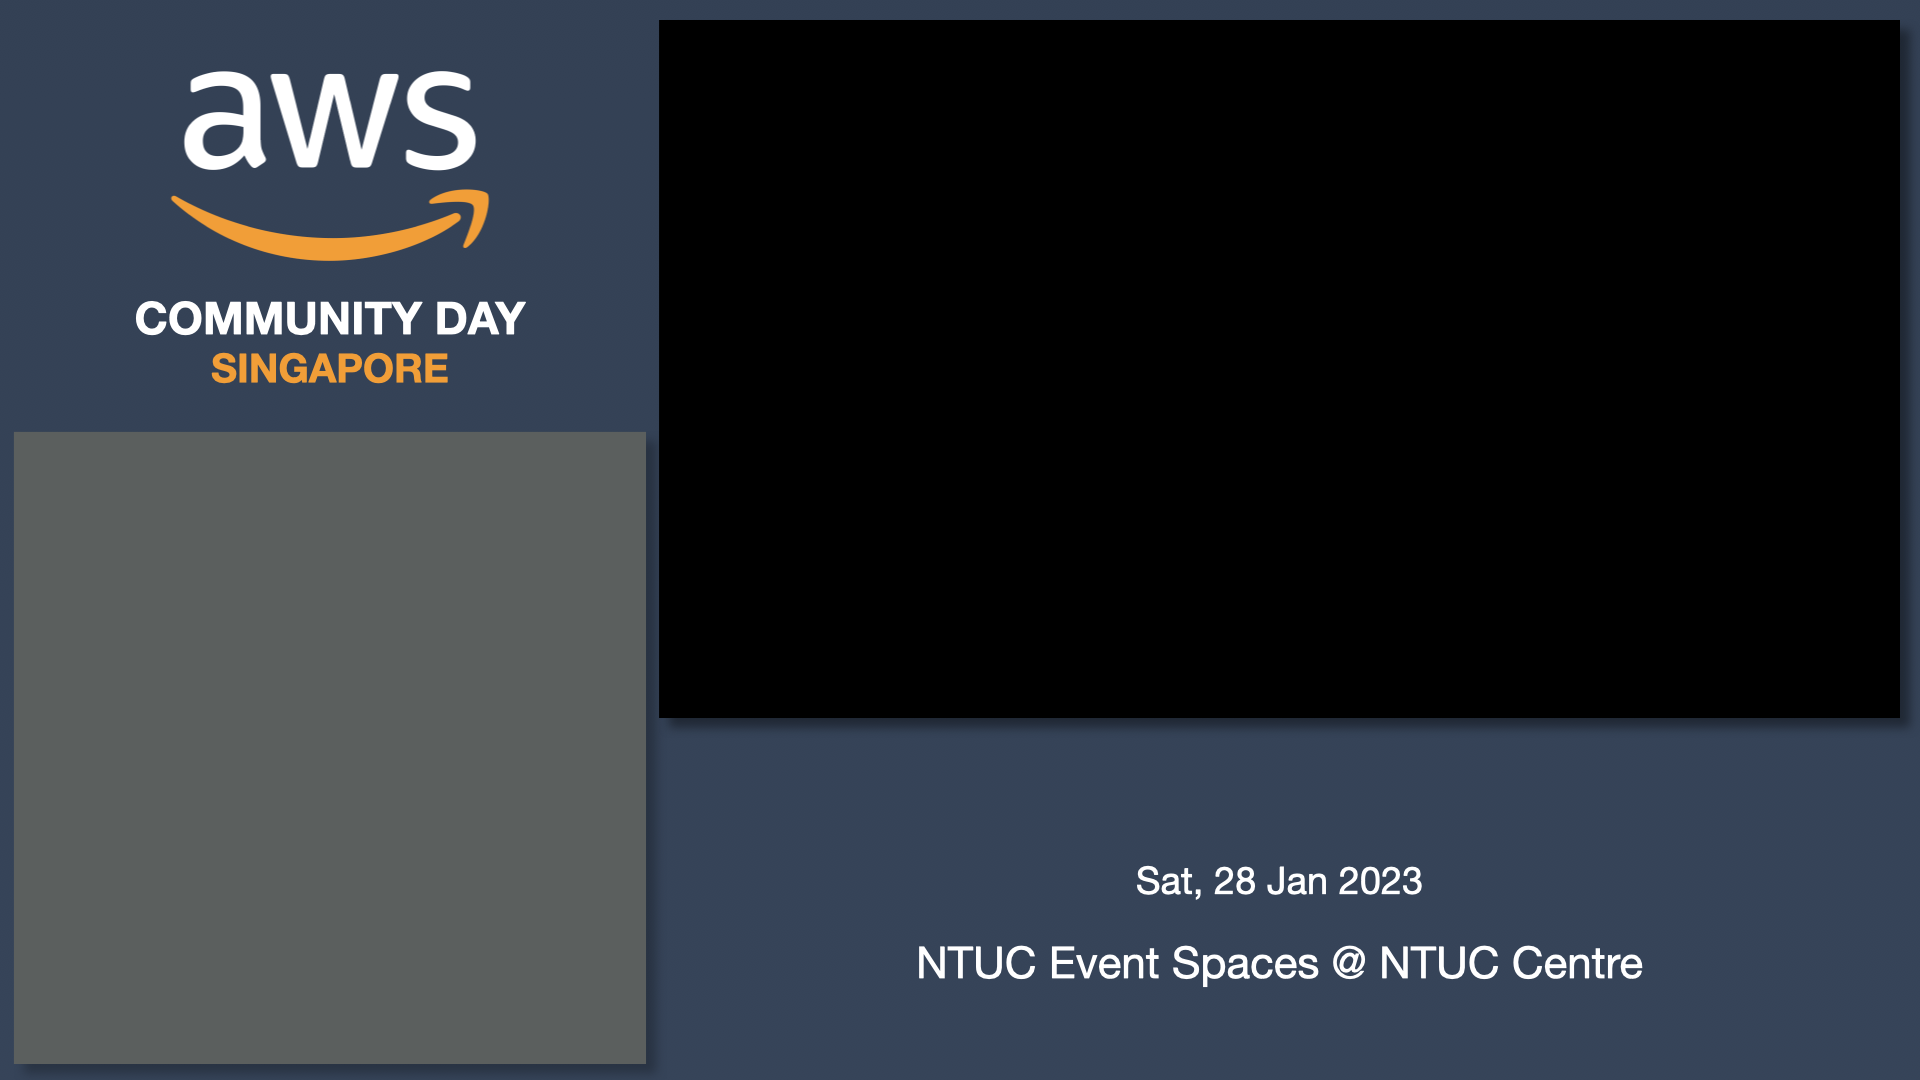 aws
COMMUNITY DAY
SINGAPORE
Sat, 28 Jan 2023
NTUC Event Spaces @ NTUC Centre